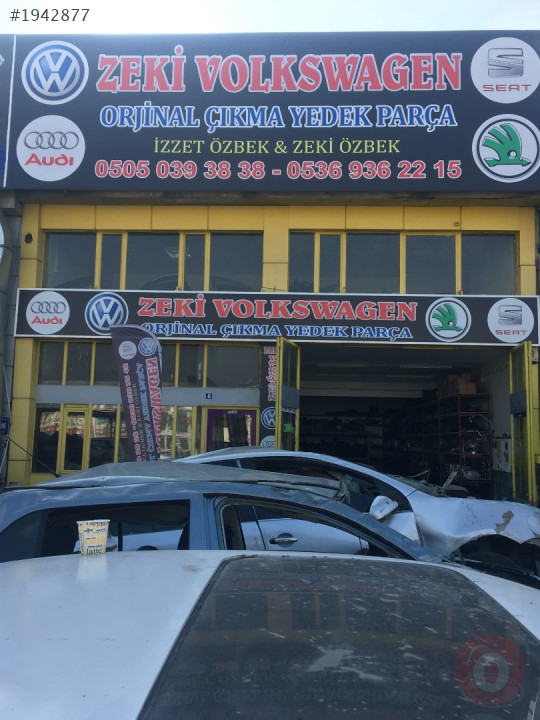 #1942877
ZEKİ VOLKSWAGEN
SEAT
ORJİNAL ÇIKMA YEDEK PARÇA
Audi
İZZET ÖZBEK & ZEKİ ÖZBEK
0505 039 38 38 - 0536 936 22 15
ZEKİ VOLKSWAGEN
Audi
ORJİNAL ÇIKMA YEDEK PARÇA
SEAT
latte